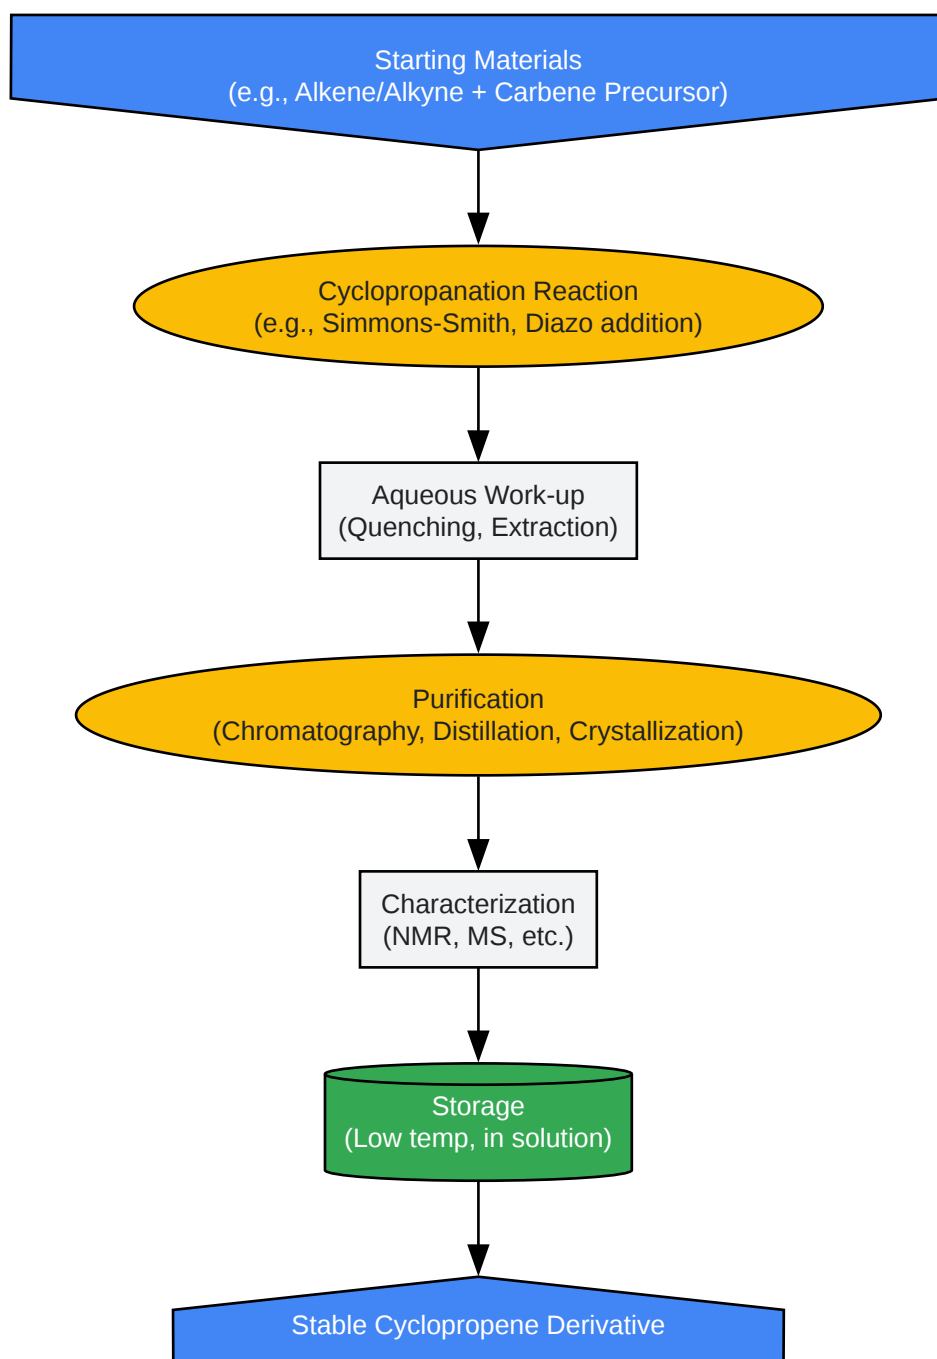 Starting Materials
(e.g., Alkene/Alkyne + Carbene Precursor)
Cyclopropanation Reaction
(e.g., Simmons-Smith, Diazo addition)
Aqueous Work-up
(Quenching, Extraction)
Purification
(Chromatography, Distillation, Crystallization)
Characterization
(NMR, MS, etc.)
Storage
(Low temp, in solution)
Stable Cyclopropene Derivative